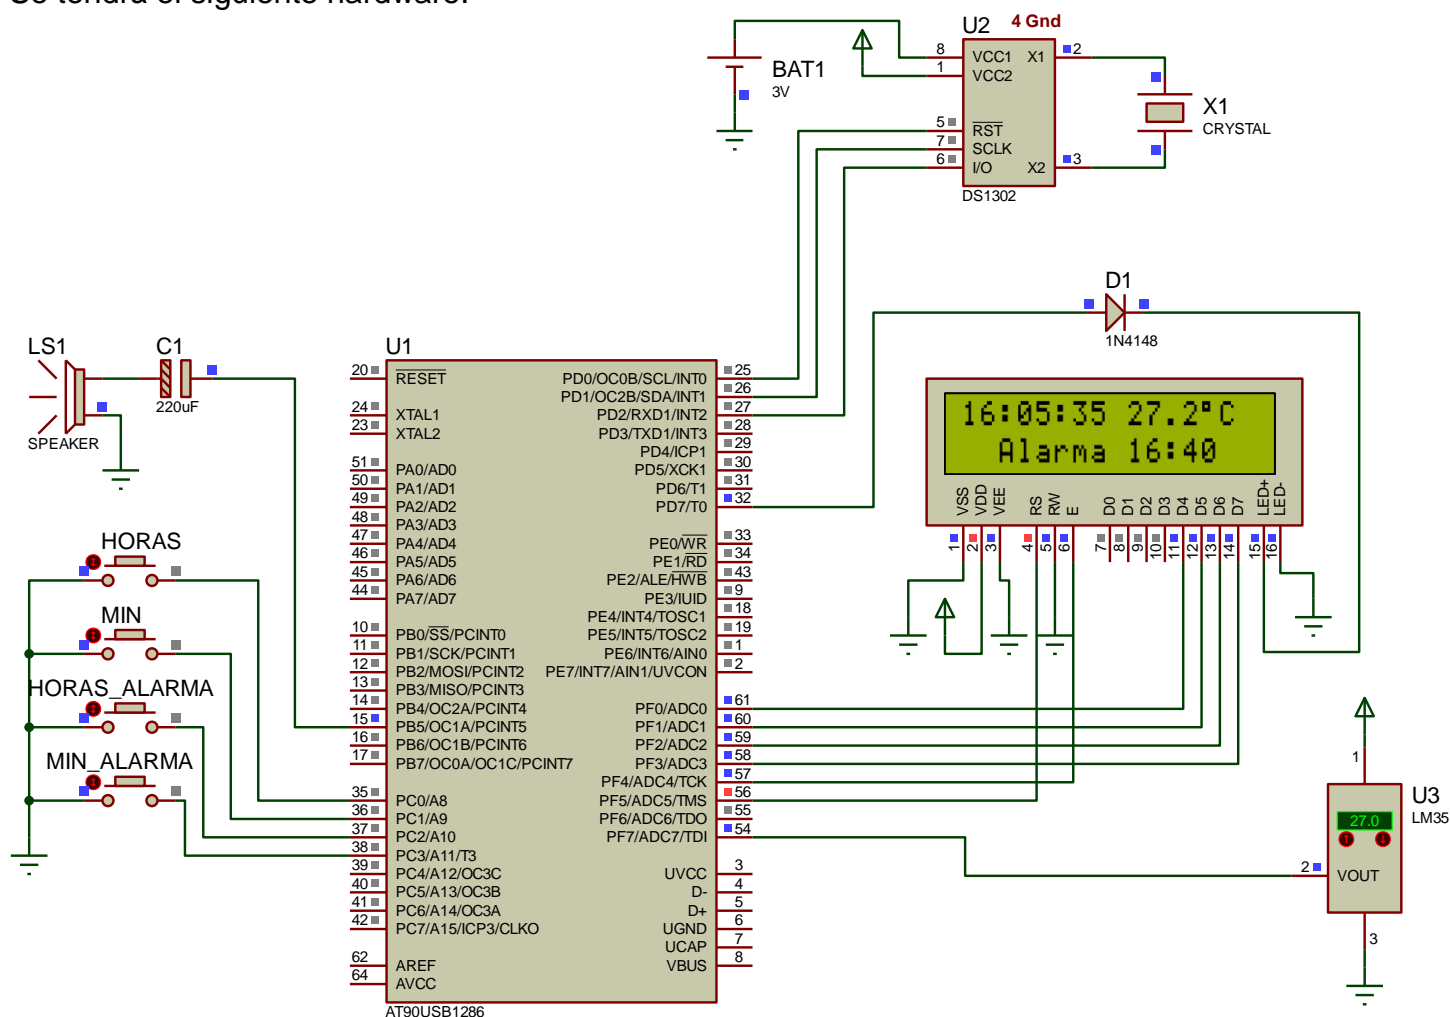 Se tendrá el siguiente hardware:
U2 4 Gnd
8 VCC1 X1 2
1 VCC2
5 RST
7 SCLK
6 I/O X2 3
DS1302
BAT1
3V
X1
CRYSTAL
D1
1N4148
LS1
SPEAKER
C1
220uF
U1
20 RESET PD0/OC0B/SCL/INT0 25
PD1/OC2B/SDA/INT1 26
24 XTAL1 PD2/RXD1/INT2 27
23 XTAL2 PD3/TXD1/INT3 28
PD4/ICP1 29
51 PA0/AD0 PD5/XCK1 30
50 PA1/AD1 PD6/T1 31
49 PA2/AD2 PD7/T0 32
48 PA3/AD3
47 PA4/AD4 PE0/WR 33
46 PA5/AD5 PE1/RD 34
45 PA6/AD6 PE2/ALE/HWB 43
44 PA7/AD7 PE3/IUID 9
PE4/INT4/TOSC1 18
10 PB0/SS/PCINT0 PE5/INT5/TOSC2 19
11 PB1/SCK/PCINT1 PE6/INT6/AIN0 1
12 PB2/MOSI/PCINT2 PE7/INT7/AIN1/UVCON 2
13 PB3/MISO/PCINT3
14 PB4/OC2A/PCINT4 PF0/ADC0 61
15 PB5/OC1A/PCINT5 PF1/ADC1 60
16 PB6/OC1B/PCINT6 PF2/ADC2 59
17 PB7/OC0A/OC1C/PCINT7 PF3/ADC3 58
PF4/ADC4/TCK 57
35 PC0/A8 PF5/ADC5/TMS 56
36 PC1/A9 PF6/ADC6/TDO 55
37 PC2/A10 PF7/ADC7/TDI 54
38 PC3/A11/T3
39 PC4/A12/OC3C UVCC 3
40 PC5/A13/OC3B D- 4
41 PC6/A14/OC3A D+ 5
42 PC7/A15/ICP3/CLKO UGND 6
UCAP 7
62 AREF VBUS 8
64 AVCC
AT90USB1286
HORAS
MIN
HORAS_ALARMA
MIN_ALARMA
16:05:35 27.2°C
Alarma 16:40
VSS VDD VEE RS RW E D0 D1 D2 D3 D4 D5 D6 D7 LED+ LED-
1 2 3 4 5 6 7 8 9 10 11 12 13 14 15 16
1
U3
LM35
27.0
2 VOUT
3